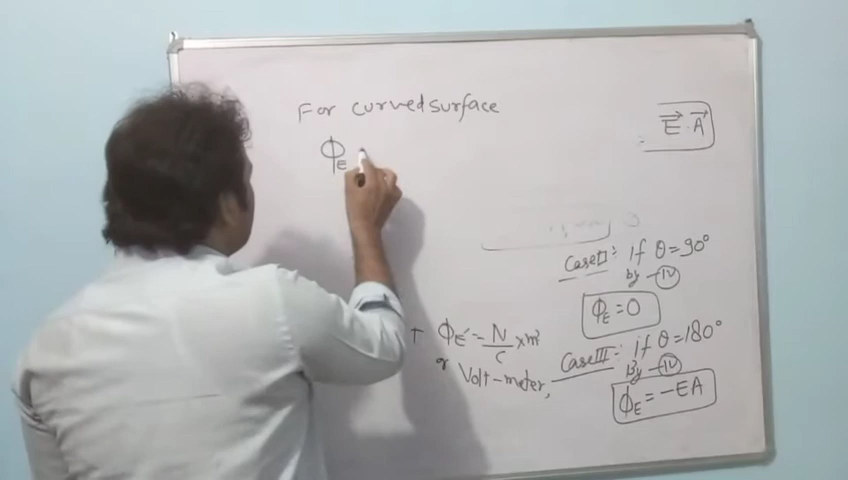 For curved surface
Φ_E
E⃗ · A⃗
Case II: if θ = 90°
by - IV
Φ_E = 0
Φ_E = N/C × m²
or Volt-meter,
Case III: if θ = 180°
By - IV
Φ_E = -EA